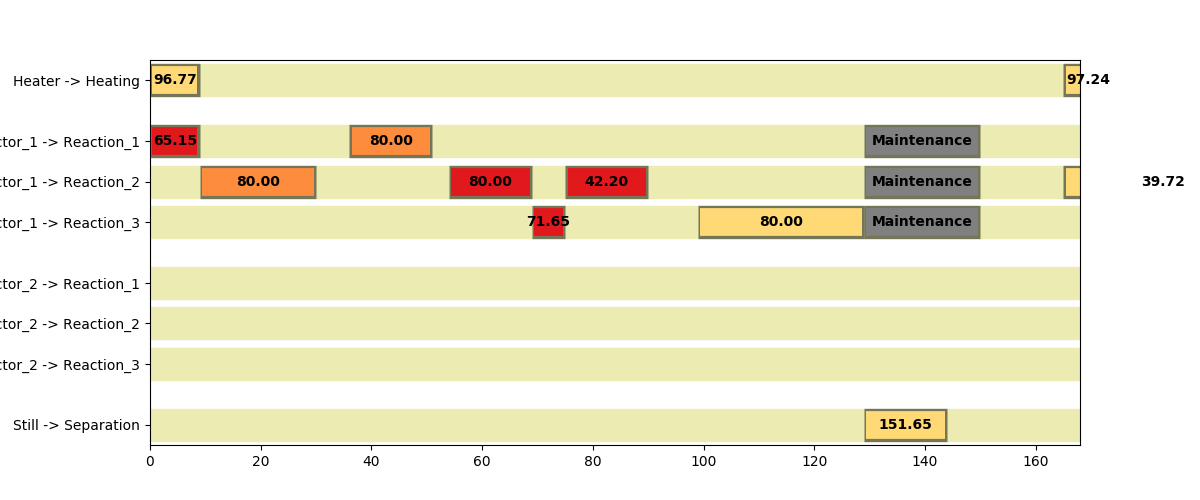 Heater -> Heating 96.77 97.24
ctor_1 -> Reaction_1 65.15 80.00 Maintenance
ctor_1 -> Reaction_2 80.00 80.00 42.20 Maintenance 39.72
ctor_1 -> Reaction_3 71.65 80.00 Maintenance
ctor_2 -> Reaction_1
ctor_2 -> Reaction_2
ctor_2 -> Reaction_3
Still -> Separation 151.65
0 20 40 60 80 100 120 140 160